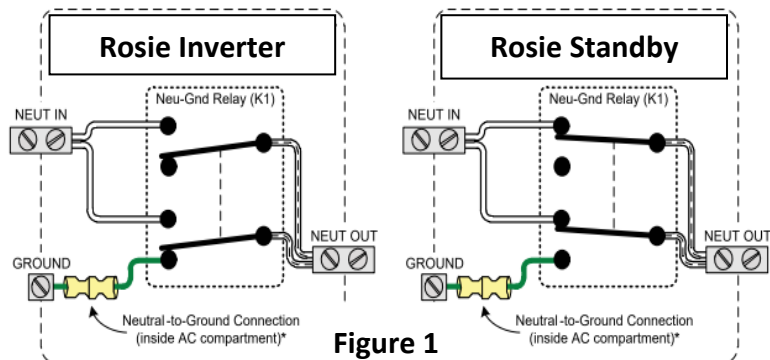 Rosie Inverter
Neu-Gnd Relay (K1)
NEUT IN
NEUT OUT
GROUND
Neutral-to-Ground Connection
(inside AC compartment)*
Rosie Standby
Neu-Gnd Relay (K1)
NEUT IN
NEUT OUT
GROUND
Neutral-to-Ground Connection
(inside AC compartment)*
Figure 1